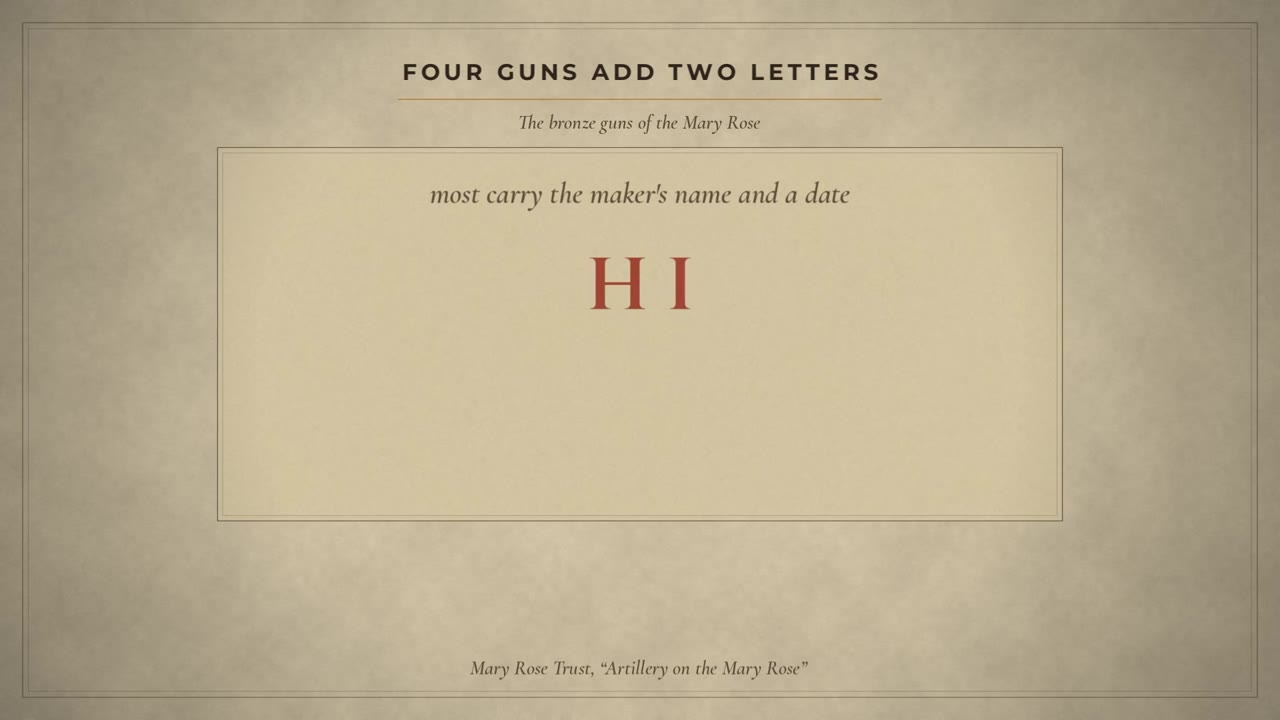 FOUR GUNS ADD TWO LETTERS
The bronze guns of the Mary Rose
most carry the maker's name and a date
H I
Mary Rose Trust, “Artillery on the Mary Rose”